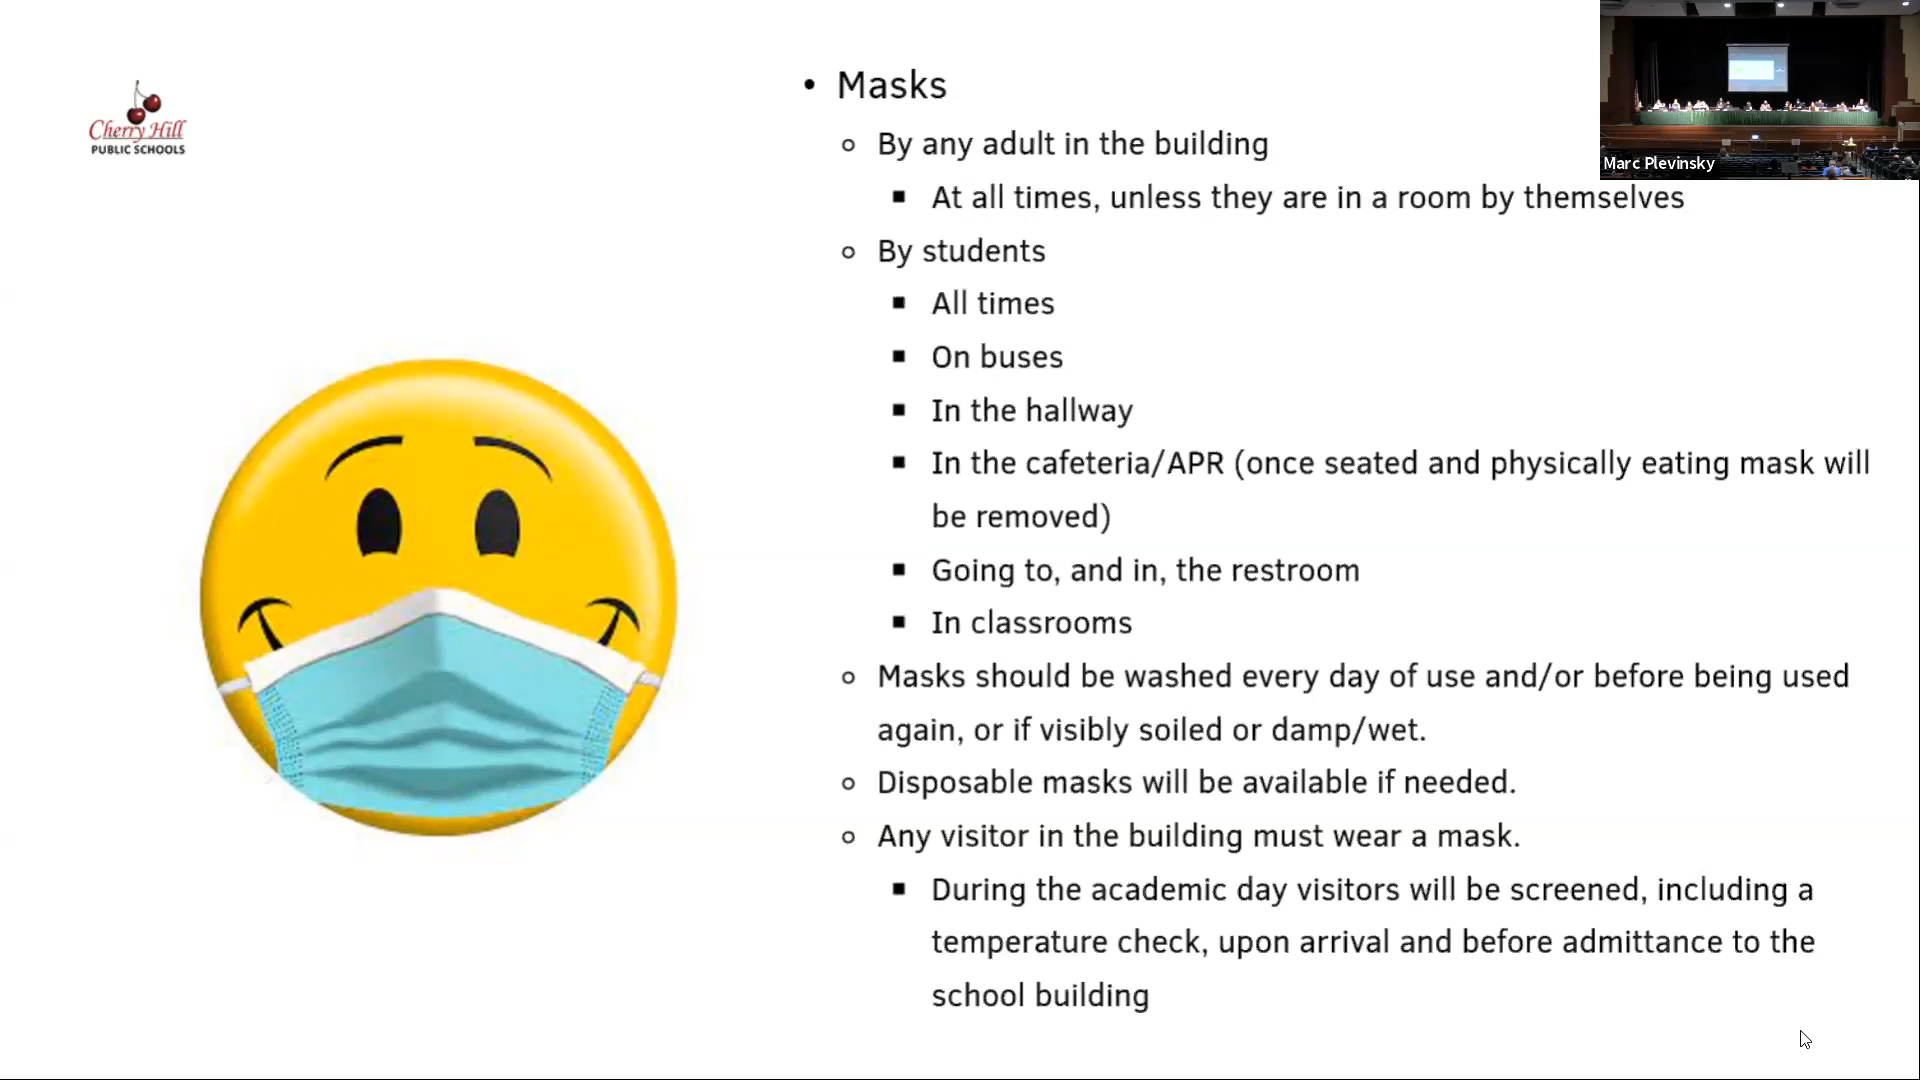 Cherry Hill
PUBLIC SCHOOLS
Marc Plevinsky
• Masks
○ By any adult in the building
■ At all times, unless they are in a room by themselves
○ By students
■ All times
■ On buses
■ In the hallway
■ In the cafeteria/APR (once seated and physically eating mask will
be removed)
■ Going to, and in, the restroom
■ In classrooms
○ Masks should be washed every day of use and/or before being used
again, or if visibly soiled or damp/wet.
○ Disposable masks will be available if needed.
○ Any visitor in the building must wear a mask.
■ During the academic day visitors will be screened, including a
temperature check, upon arrival and before admittance to the
school building